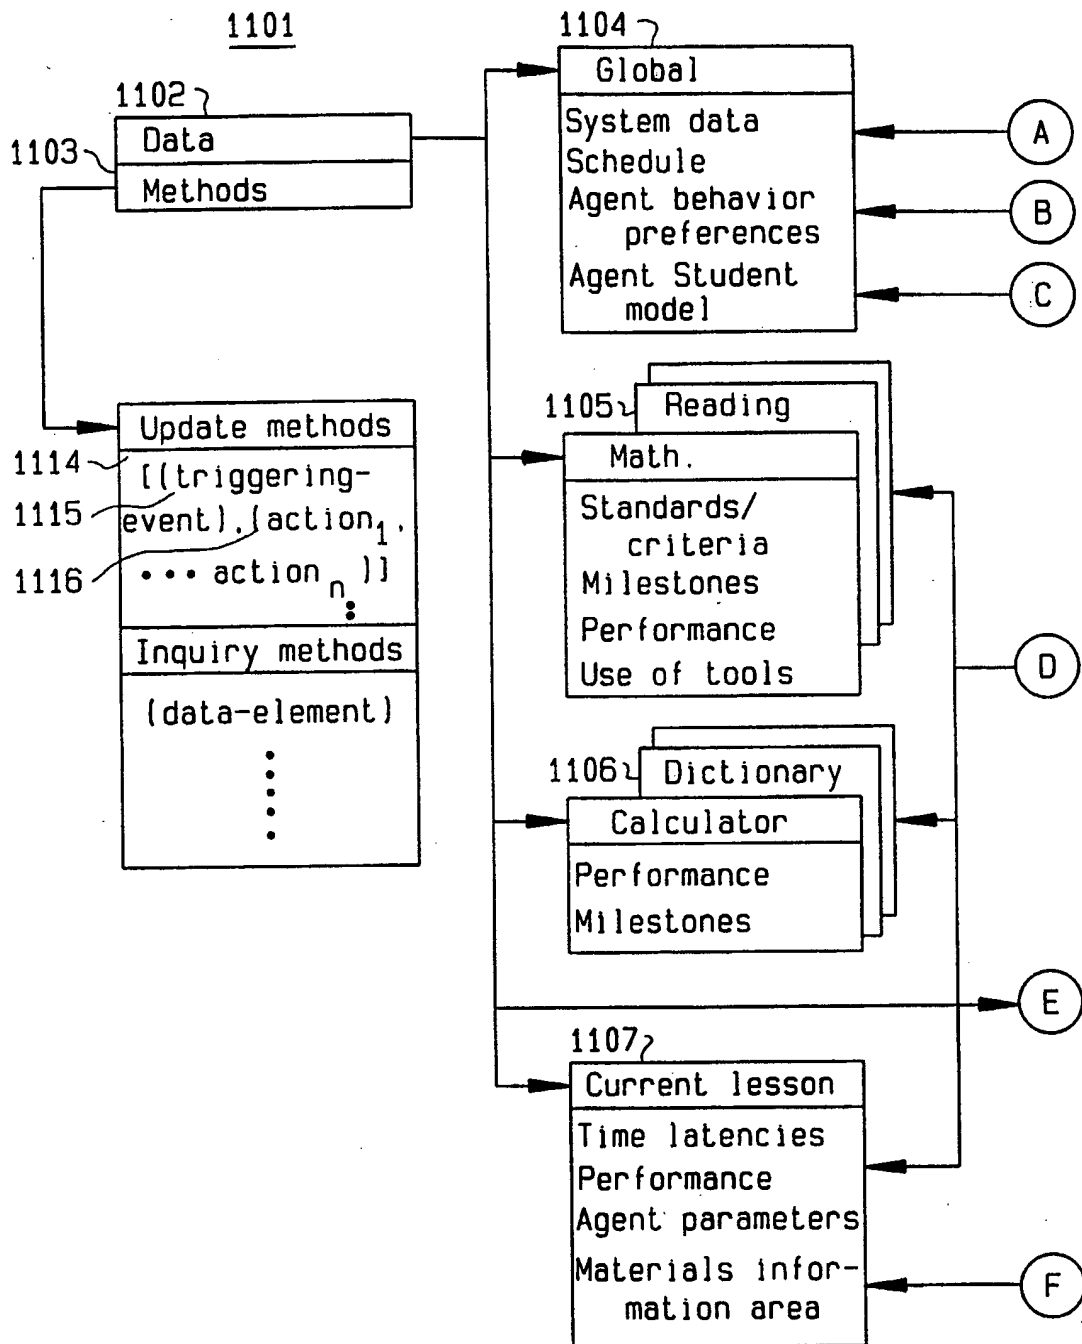 1101
1102
Data
1103
Methods
1104
Global
System data
Schedule
Agent behavior
preferences
Agent Student
model
A
B
C
Update methods
1114
[((triggering-
1115
event),(action1,
1116
••• action n )]
Inquiry methods
(data-element)
1105
Reading
Math.
Standards/
criteria
Milestones
Performance
Use of tools
D
1106
Dictionary
Calculator
Performance
Milestones
E
1107
Current lesson
Time latencies
Performance
Agent parameters
Materials infor-
mation area
F